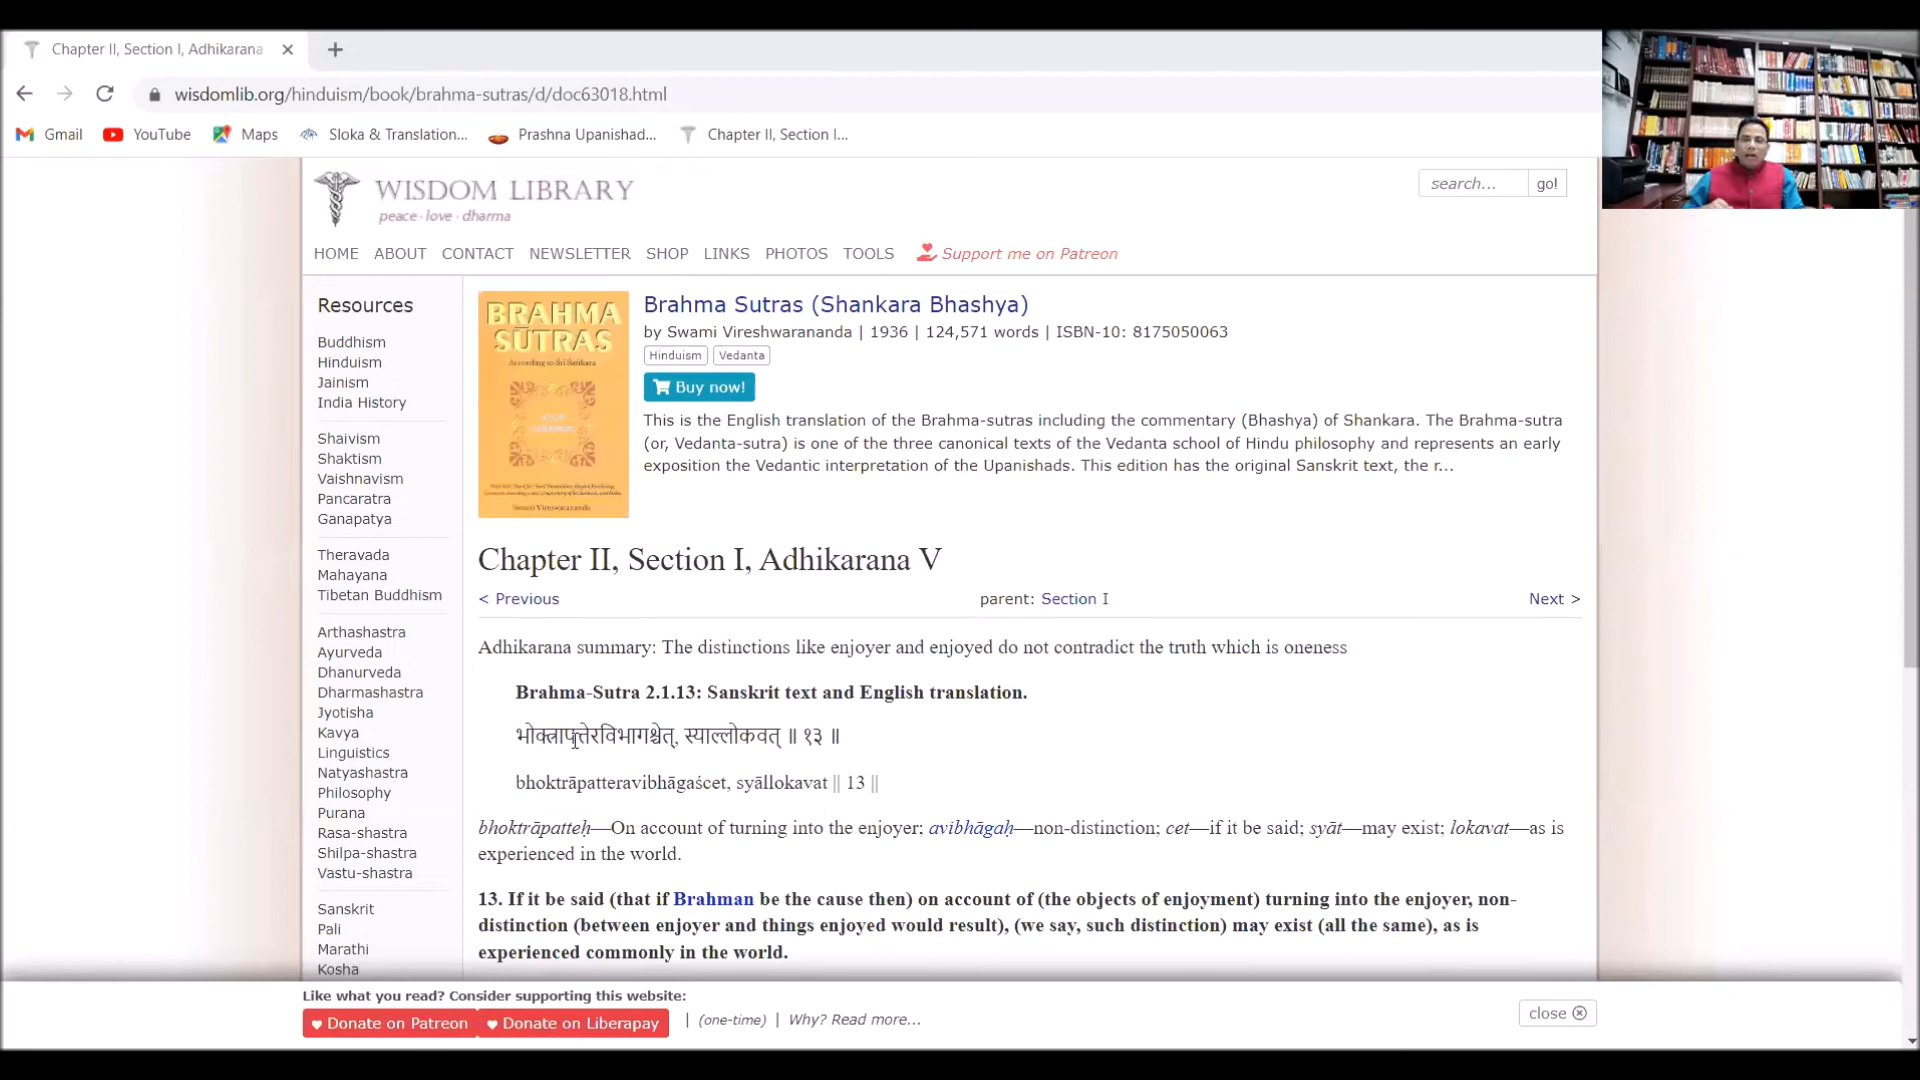 Chapter II, Section I, Adhikarana
wisdomlib.org/hinduism/book/brahma-sutras/d/doc63018.html
Gmail YouTube Maps Sloka & Translation... Prashna Upanishad... Chapter II, Section I...
WISDOM LIBRARY
peace · love · dharma
search... go!
HOME ABOUT CONTACT NEWSLETTER SHOP LINKS PHOTOS TOOLS Support me on Patreon
Resources
Buddhism
Hinduism
Jainism
India History
Shaivism
Shaktism
Vaishnavism
Pancaratra
Ganapatya
Theravada
Mahayana
Tibetan Buddhism
Arthashastra
Ayurveda
Dhanurveda
Dharmashastra
Jyotisha
Kavya
Linguistics
Natyashastra
Philosophy
Purana
Rasa-shastra
Shilpa-shastra
Vastu-shastra
Sanskrit
Pali
Marathi
Kosha
BRAHMA
SŪTRAS
According to Śrī Śaṅkara
Swami Vireswarananda
Brahma Sutras (Shankara Bhashya)
by Swami Vireshwarananda | 1936 | 124,571 words | ISBN-10: 8175050063
Hinduism Vedanta
Buy now!
This is the English translation of the Brahma-sutras including the commentary (Bhashya) of Shankara. The Brahma-sutra
(or, Vedanta-sutra) is one of the three canonical texts of the Vedanta school of Hindu philosophy and represents an early
exposition the Vedantic interpretation of the Upanishads. This edition has the original Sanskrit text, the r...
Chapter II, Section I, Adhikarana V
< Previous parent: Section I Next >
Adhikarana summary: The distinctions like enjoyer and enjoyed do not contradict the truth which is oneness
Brahma-Sutra 2.1.13: Sanskrit text and English translation.
भोक्त्रापत्तेरविभागश्चेत्, स्याल्लोकवत् ॥ १३ ॥
bhoktrāpatteravibhāgaścet, syāllokavat || 13 ||
bhoktrāpatteḥ—On account of turning into the enjoyer; avibhāgaḥ—non-distinction; cet—if it be said; syāt—may exist; lokavat—as is
experienced in the world.
13. If it be said (that if Brahman be the cause then) on account of (the objects of enjoyment) turning into the enjoyer, non-
distinction (between enjoyer and things enjoyed would result), (we say, such distinction) may exist (all the same), as is
experienced commonly in the world.
Like what you read? Consider supporting this website:
Donate on Patreon Donate on Liberapay | (one-time) | Why? Read more...
close